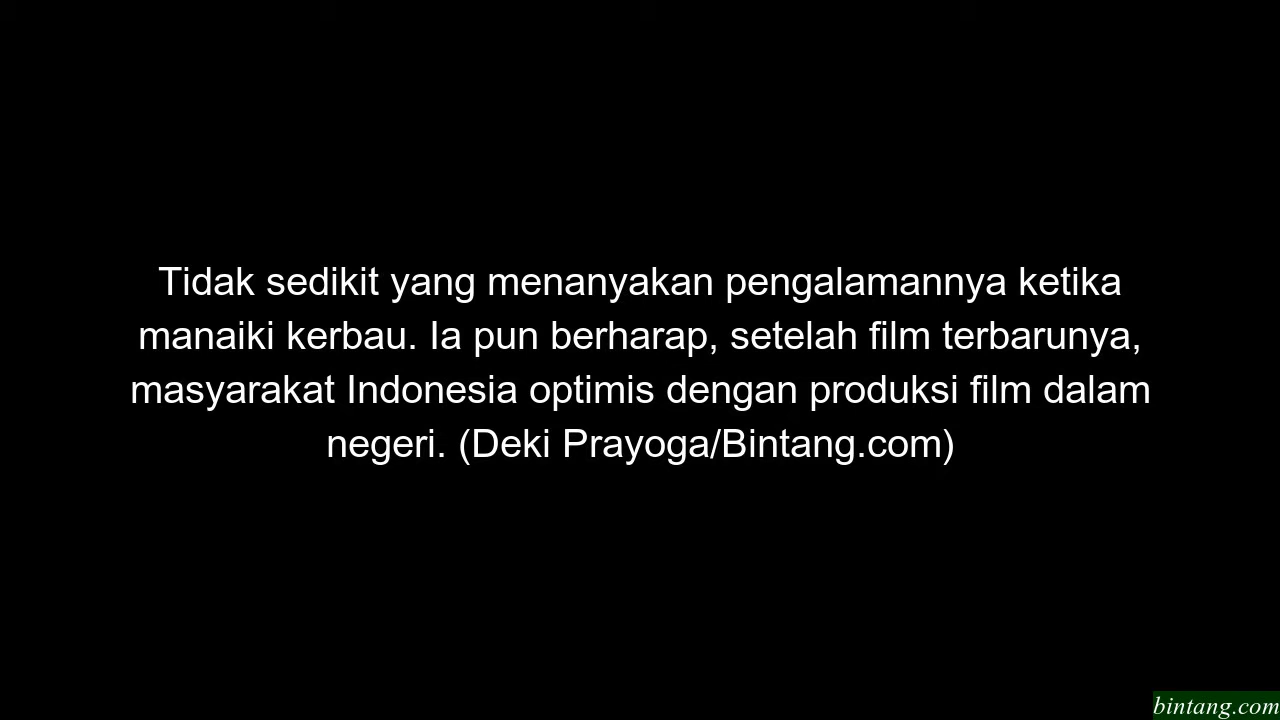 Tidak sedikit yang menanyakan pengalamannya ketika
manaiki kerbau. Ia pun berharap, setelah film terbarunya,
masyarakat Indonesia optimis dengan produksi film dalam
negeri. (Deki Prayoga/Bintang.com)
bintang.com